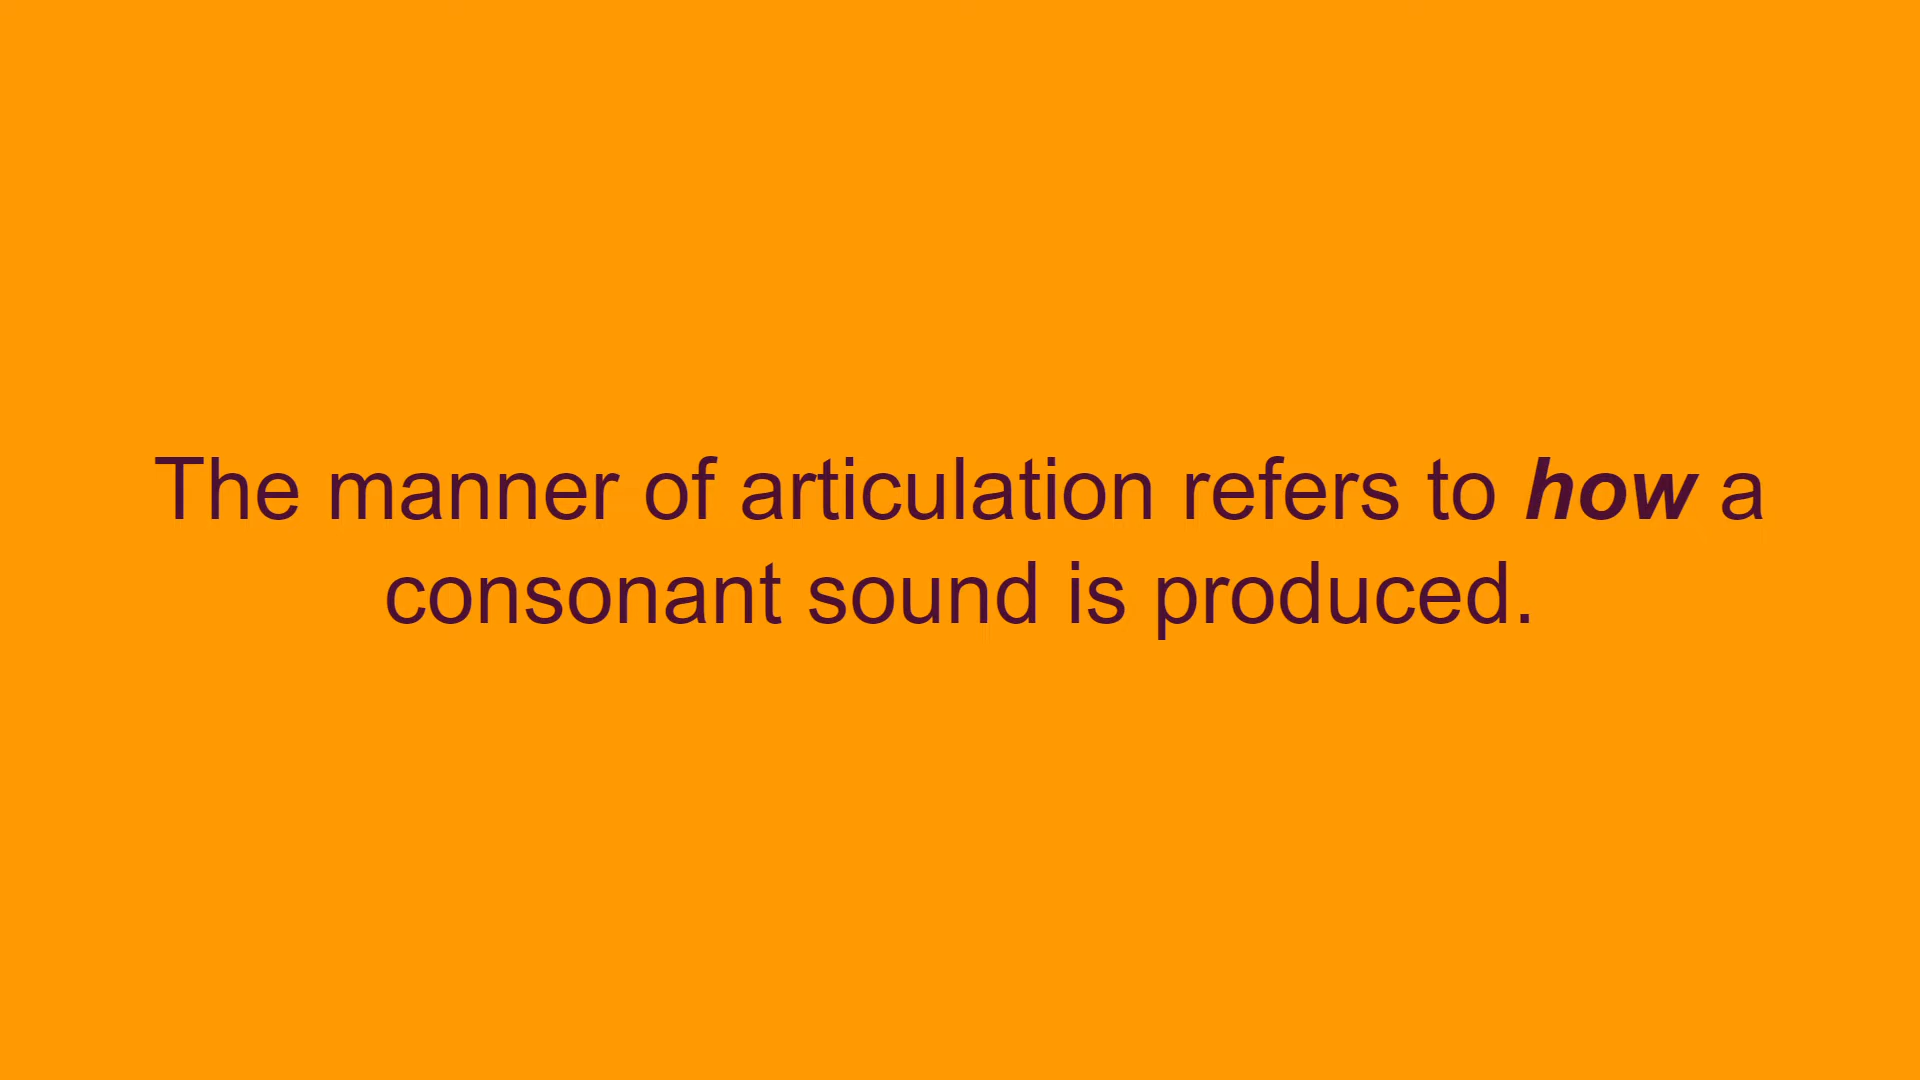 The manner of articulation refers to how a
consonant sound is produced.